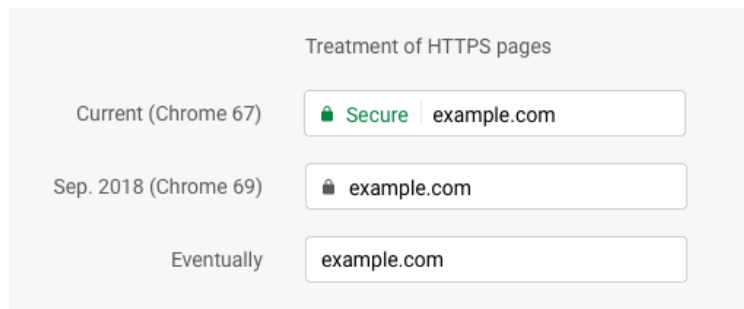 Treatment of HTTPS pages
Current (Chrome 67)
Secure example.com
Sep. 2018 (Chrome 69)
example.com
Eventually
example.com